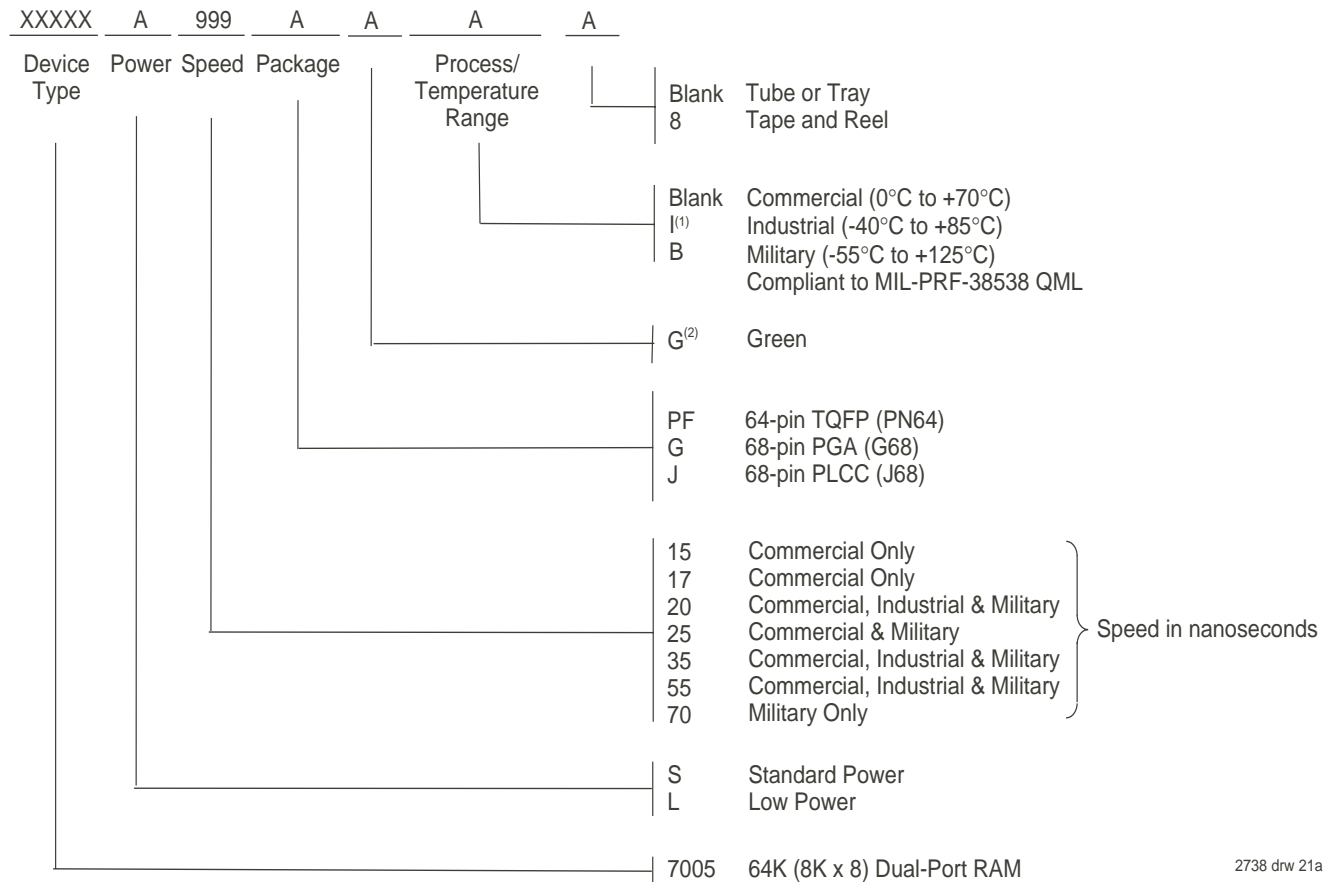 XXXXX A 999 A A A A
Device Type Power Speed Package Process/ Temperature Range
Blank Tube or Tray
8 Tape and Reel
Blank Commercial (0°C to +70°C)
I(1) Industrial (-40°C to +85°C)
B Military (-55°C to +125°C)
Compliant to MIL-PRF-38538 QML
G(2) Green
PF 64-pin TQFP (PN64)
G 68-pin PGA (G68)
J 68-pin PLCC (J68)
15 Commercial Only
17 Commercial Only
20 Commercial, Industrial & Military
25 Commercial & Military
Speed in nanoseconds
35 Commercial, Industrial & Military
55 Commercial, Industrial & Military
70 Military Only
S Standard Power
L Low Power
7005 64K (8K x 8) Dual-Port RAM
2738 drw 21a